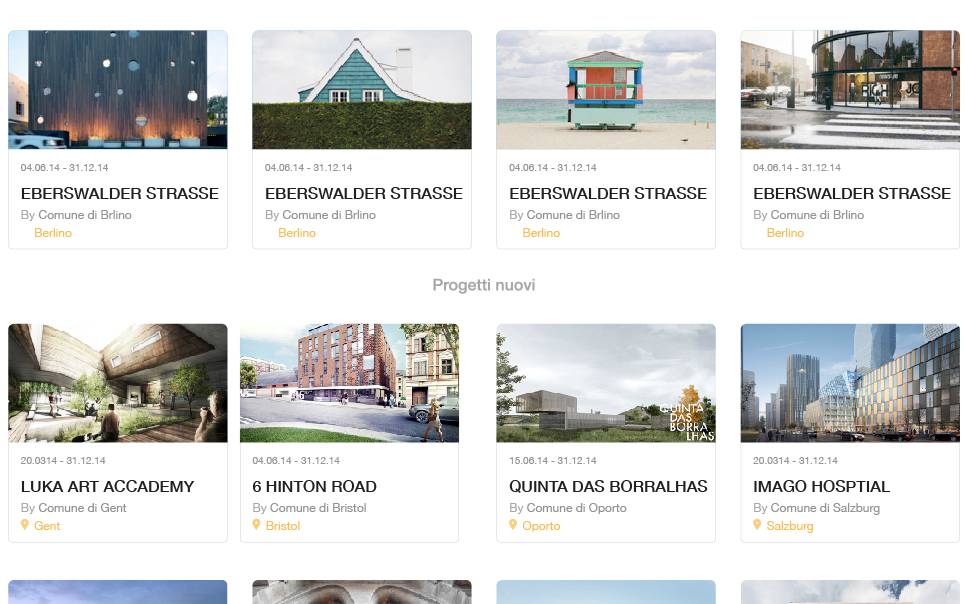 04.06.14 - 31.12.14
EBERSWALDER STRASSE
By Comune di Brlino
Berlino
04.06.14 - 31.12.14
EBERSWALDER STRASSE
By Comune di Brlino
Berlino
04.06.14 - 31.12.14
EBERSWALDER STRASSE
By Comune di Brlino
Berlino
04.06.14 - 31.12.14
EBERSWALDER STRASSE
By Comune di Brlino
Berlino
Progetti nuovi
20.0314 - 31.12.14
LUKA ART ACCADEMY
By Comune di Gent
Gent
04.06.14 - 31.12.14
6 HINTON ROAD
By Comune di Bristol
Bristol
QUINTA
DAS
BORRA
LHAS
15.06.14 - 31.12.14
QUINTA DAS BORRALHAS
By Comune di Oporto
Oporto
20.0314 - 31.12.14
IMAGO HOSPTIAL
By Comune di Salzburg
Salzburg